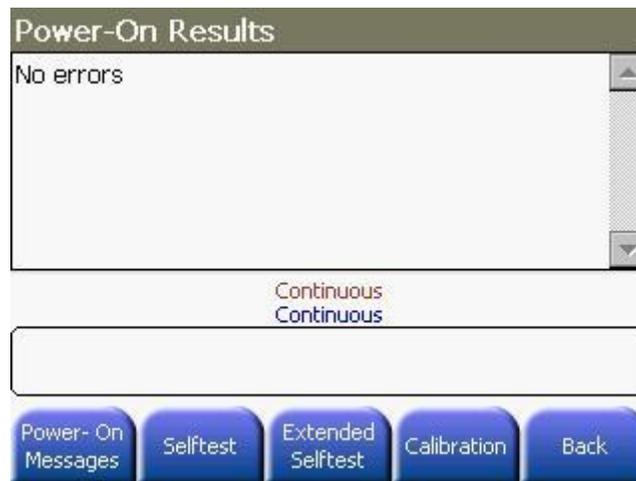 Power-On Results
No errors
Continuous
Continuous
Power- On
Messages
Selftest
Extended
Selftest
Calibration
Back